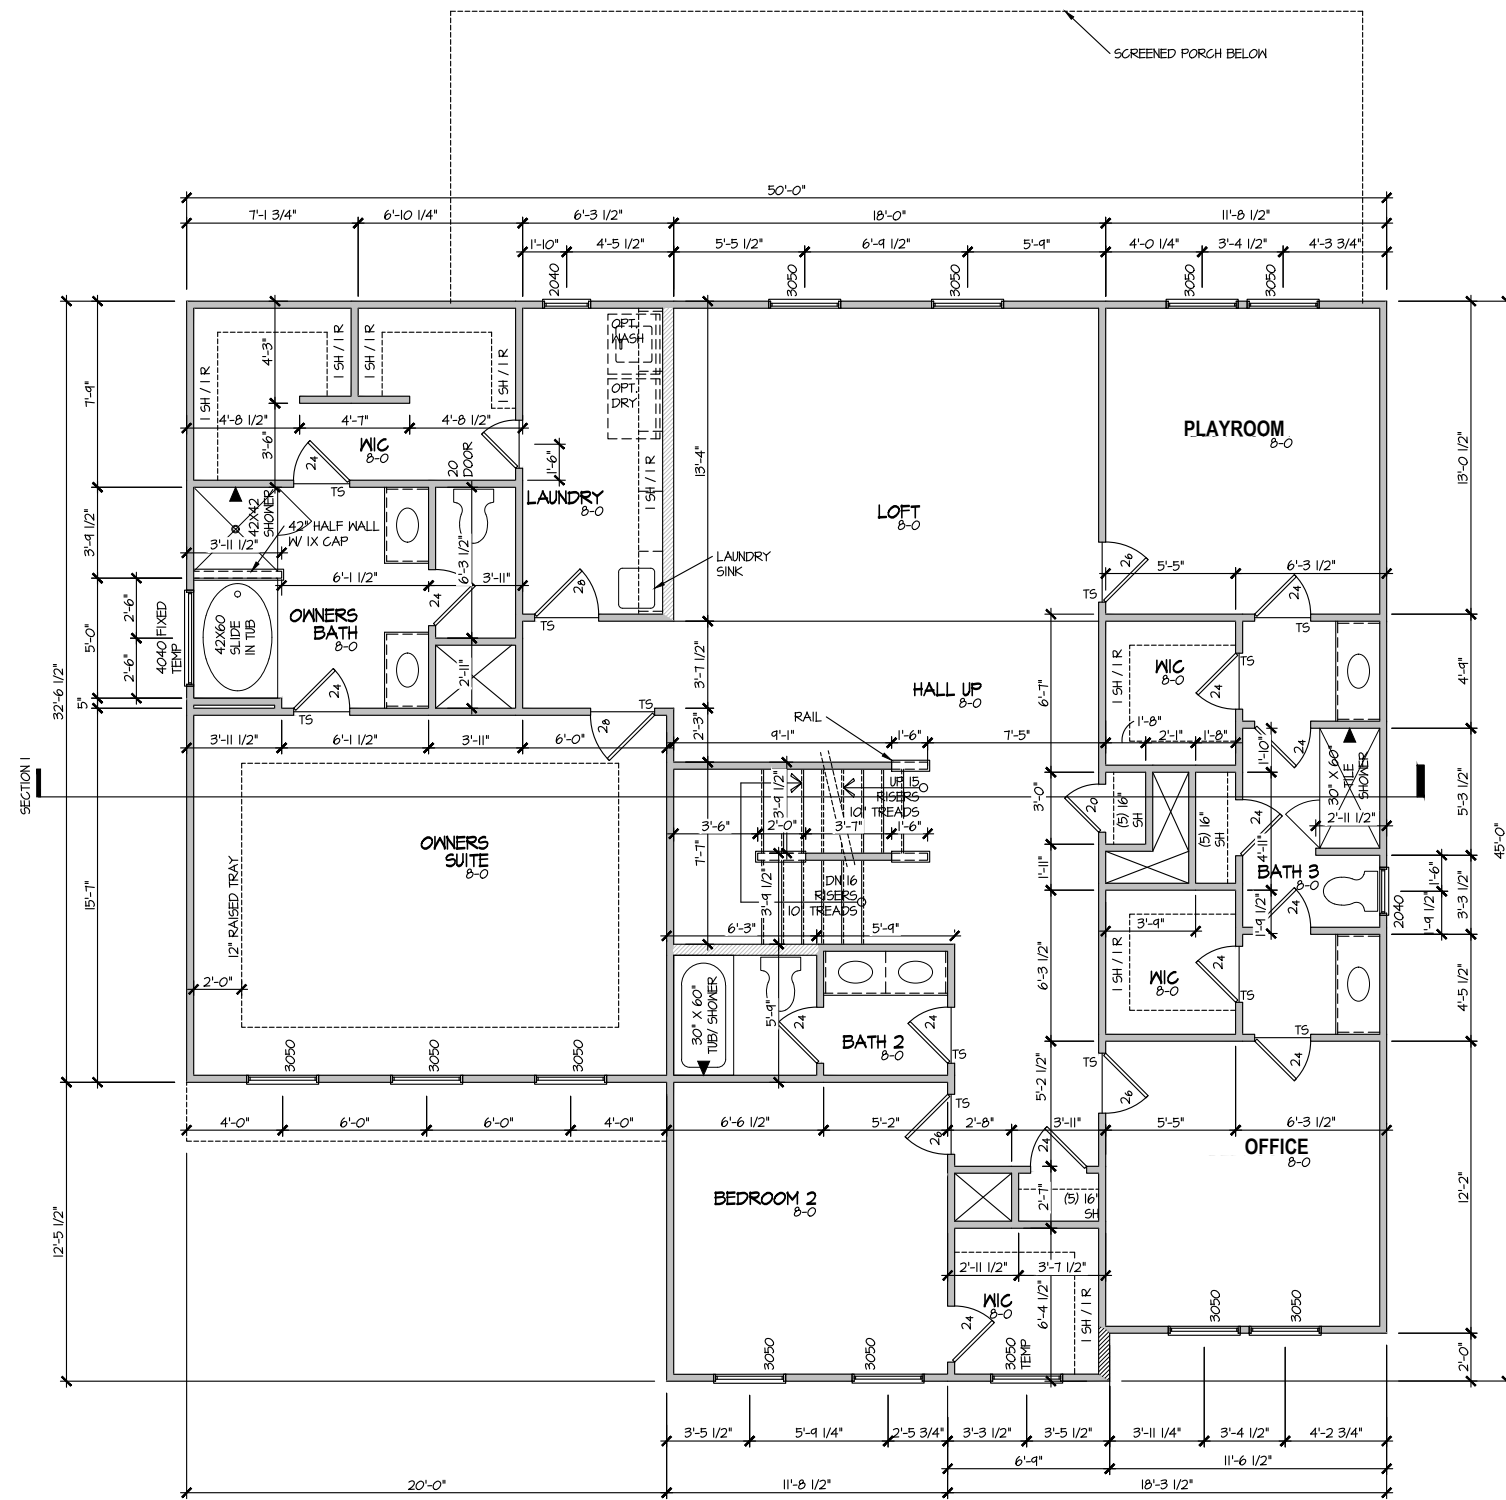 SCREENED PORCH BELOW
50'-0"
7'-1 3/4"
6'-10 1/4"
6'-3 1/2"
18'-0"
11'-8 1/2"
1'-10"
4'-5 1/2"
5'-5 1/2"
6'-9 1/2"
5'-9"
4'-0 1/4"
3'-4 1/2"
4'-3 3/4"
2040
3050
3050
3050
3050
1 SH / 1 R
1 SH / 1 R
1 SH / 1 R
1 SH / 1 R
4'-3"
OPT.
WASH
OPT.
DRY
7'-9"
4'-8 1/2"
4'-7"
4'-8 1/2"
3'-6"
WIC
8-0
24
20
DOOR
1'-6"
TS
1 SH / 1 R
13'-4"
LAUNDRY
8-0
LOFT
8-0
PLAYROOM
8-0
13'-0 1/2"
42X42
SHOWER
42" HALF WALL
W/ 1X CAP
3'-9 1/2"
3'-11 1/2"
6'-1 1/2"
6'-3 1/2"
3'-11"
LAUNDRY
SINK
28
TS
26
TS
5'-5"
6'-3 1/2"
24
TS
2'-6"
5'-0"
2'-6"
4040 FIXED
TEMP
42X60
SLIDE
IN TUB
OWNERS
BATH
8-0
24
24
TS
2'-11"
32'-6 1/2"
5"
3'-7 1/2"
HALL UP
8-0
6'-7"
1 SH / 1 R
WIC
8-0
24
TS
4'-9"
28
TS
RAIL
2'-3"
3'-11 1/2"
6'-1 1/2"
3'-11"
6'-0"
9'-1"
1'-6"
7'-5"
1'-8"
2'-1"
1'-8"
1'-10"
24
30" X 60"
TILE
SHOWER
SECTION 1
3'-9 1/2"
UP 15
RISERS
10" TREADS
3'-0"
20
(5) 16"
SH
(5) 16"
SH
24
5'-3 1/2"
45'-0"
OWNERS
SUITE
8-0
3'-6"
2'-0"
3'-7"
1'-6"
7'-7"
2'-11 1/2"
4'-11"
12" RAISED TRAY
15'-7"
3'-9 1/2"
DN 16
RISERS
10" TREADS
1'-11"
BATH 3
8-0
1'-6"
1'-9 1/2"
3'-3 1/2"
2040
1'-9 1/2"
24
6'-3"
5'-9"
3'-9"
6'-3 1/2"
1 SH / 1 R
WIC
8-0
24
TS
4'-5 1/2"
2'-0"
30" X 60"
TUB/ SHOWER
5'-9"
24
BATH 2
8-0
24
TS
TS
24
TS
26
3050
3050
3050
5'-2 1/2"
4'-0"
6'-0"
6'-0"
4'-0"
6'-6 1/2"
5'-2"
26
TS
2'-8"
3'-11"
24
5'-5"
6'-3 1/2"
OFFICE
8-0
12'-2"
BEDROOM 2
8-0
2'-7"
(5) 16"
SH
12'-5 1/2"
2'-11 1/2"
3'-7 1/2"
WIC
8-0
24
6'-4 1/2"
1 SH / 1 R
3050
3050
3050
3050
3050
TEMP
2'-0"
3'-5 1/2"
5'-9 1/4"
2'-5 3/4"
3'-3 1/2"
3'-5 1/2"
3'-11 1/4"
3'-4 1/2"
4'-2 3/4"
6'-9"
11'-6 1/2"
20'-0"
11'-8 1/2"
18'-3 1/2"